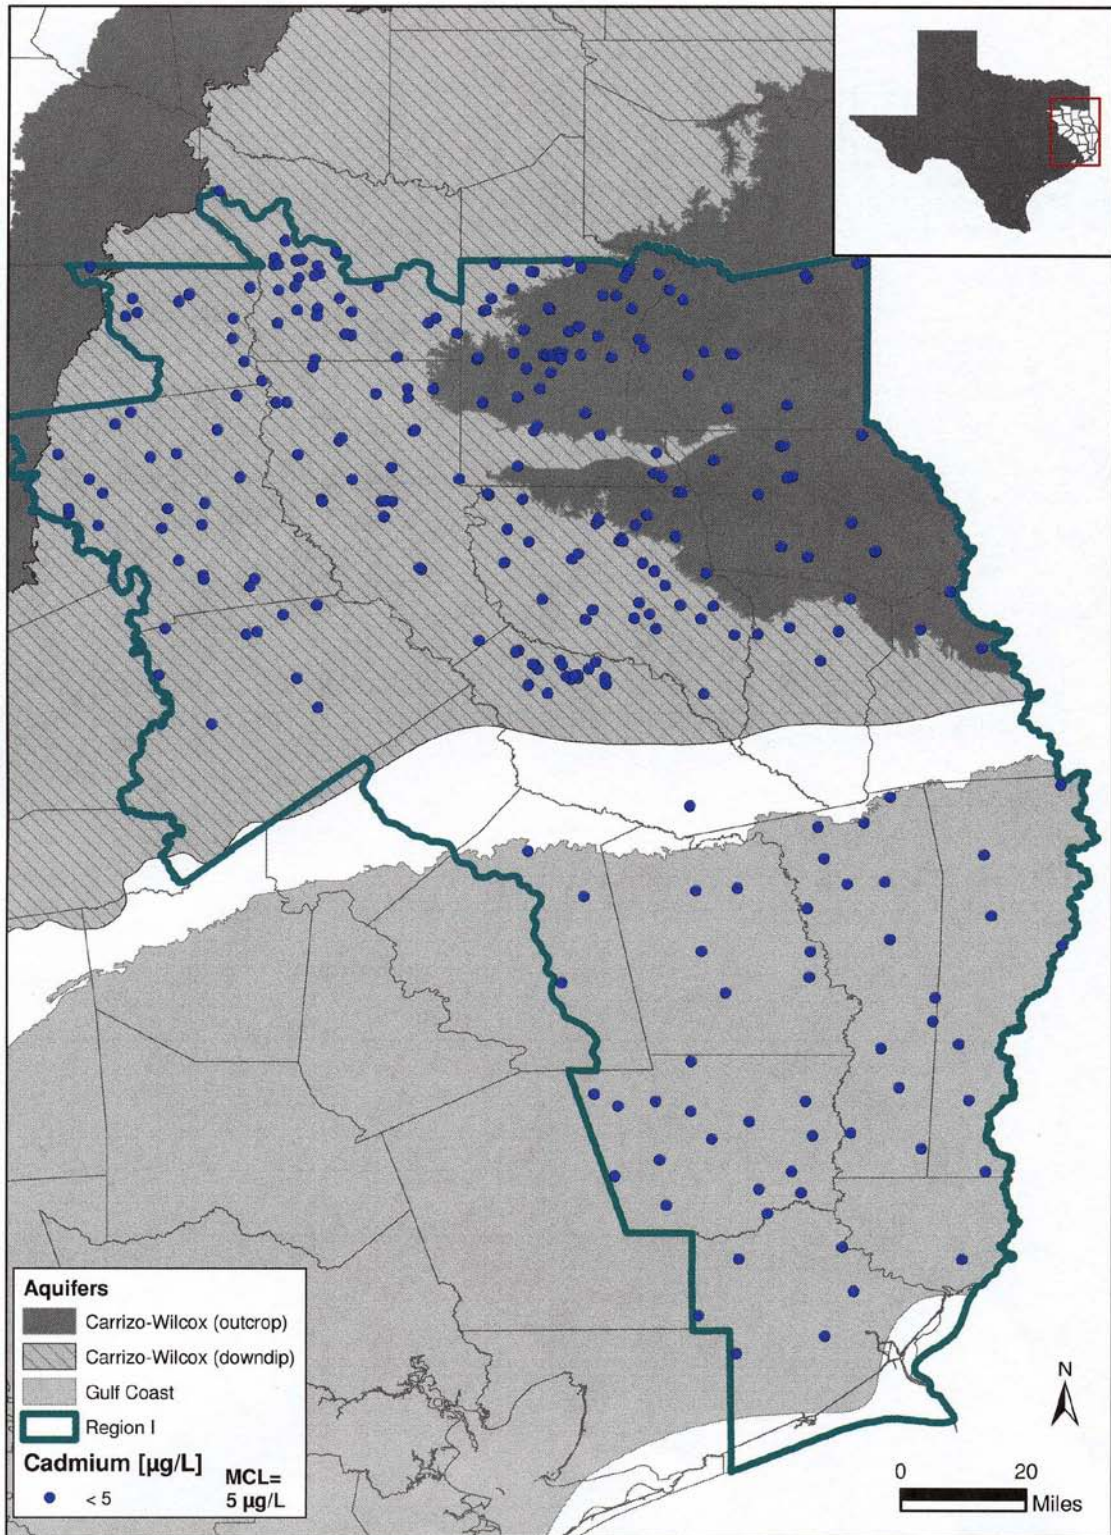 Aquifers
Carrizo-Wilcox (outcrop)
Carrizo-Wilcox (downdip)
Gulf Coast
Region I
Cadmium [µg/L]
MCL=
< 5
5 µg/L
N
0 20
Miles